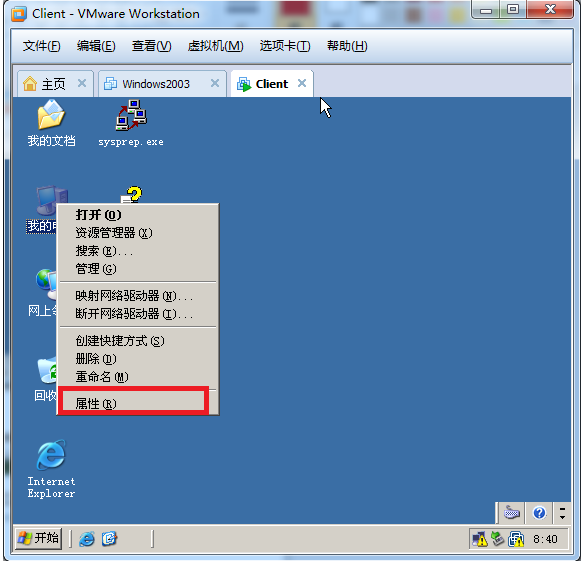 Client - VMware Workstation
文件(F) 编辑(E) 查看(V) 虚拟机(M) 选项卡(T) 帮助(H)
主页 Windows2003 Client
我的文档 sysprep.exe
我的
打开(O)
资源管理器(X)
搜索(E)...
管理(G)
映射网络驱动器(N)...
断开网络驱动器(I)...
创建快捷方式(S)
删除(D)
重命名(M)
属性(R)
网上
回收
Internet
Explorer
开始 8:40